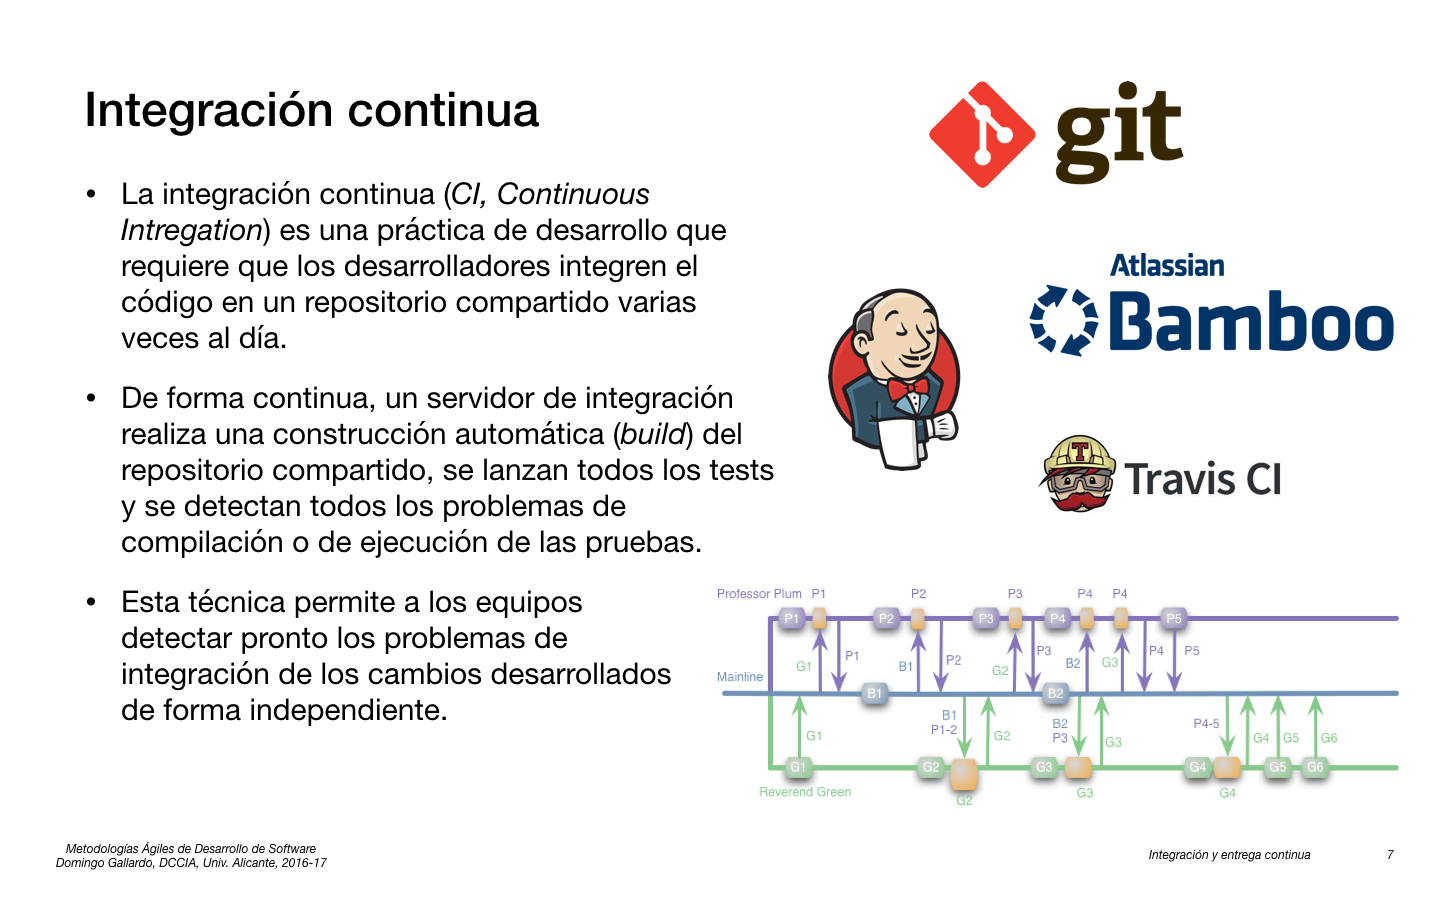 Integración continua
• La integración continua (CI, Continuous
Intregation) es una práctica de desarrollo que
requiere que los desarrolladores integren el
código en un repositorio compartido varias
veces al día.
• De forma continua, un servidor de integración
realiza una construcción automática (build) del
repositorio compartido, se lanzan todos los tests
y se detectan todos los problemas de
compilación o de ejecución de las pruebas.
• Esta técnica permite a los equipos
detectar pronto los problemas de
integración de los cambios desarrollados
de forma independiente.
git
Atlassian
Bamboo
T
Travis CI
Professor Plum P1 P2 P3 P4 P4
P1 P2 P3 P4 P5
G1 P1 B1 P2 G2 P3 B2 G3 P4 P5
Mainline
B1 B2
G1 B1 G2 B2 G3 P4-5 G4 G5 G6
P1-2 P3
G1 G2 G3 G4 G5 G6
Reverend Green G2 G3 G4
Metodologías Ágiles de Desarrollo de Software
Domingo Gallardo, DCCIA, Univ. Alicante, 2016-17
Integración y entrega continua 7